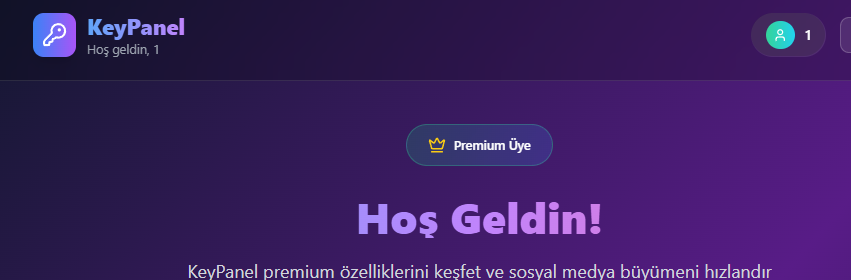 KeyPanel
Hoş geldin, 1
1
Premium Üye
Hoş Geldin!
KeyPanel premium özelliklerini keşfet ve sosyal medya büyümeni hızlandır